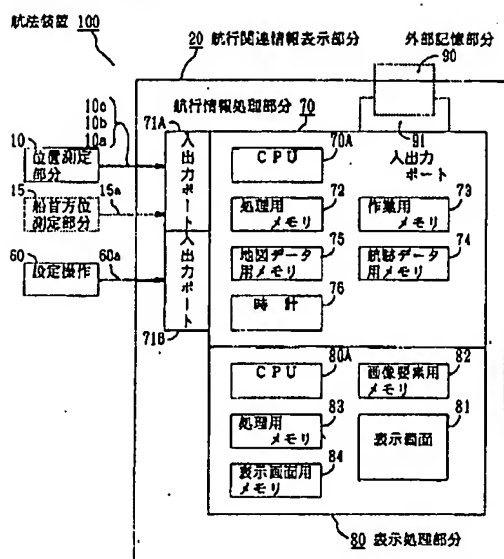 航法装置 100
20 航行関連情報表示部分
外部記憶部分
90
10c
10b
10a
71A
航行情報処理部分
70
91
10
位置測定
部分
入出力ポート
CPU
70A
入出力
ポート
15
船首方位
測定部分
15a
処理用
メモリ
72
作業用
メモリ
73
60
設定操作
60a
入出力ポート
地図データ
用メモリ
75
航跡データ
用メモリ
74
時計
76
71B
CPU
80A
画像要素用
メモリ
82
処理用
メモリ
83
表示画面
81
表示画面用
メモリ
84
80 表示処理部分